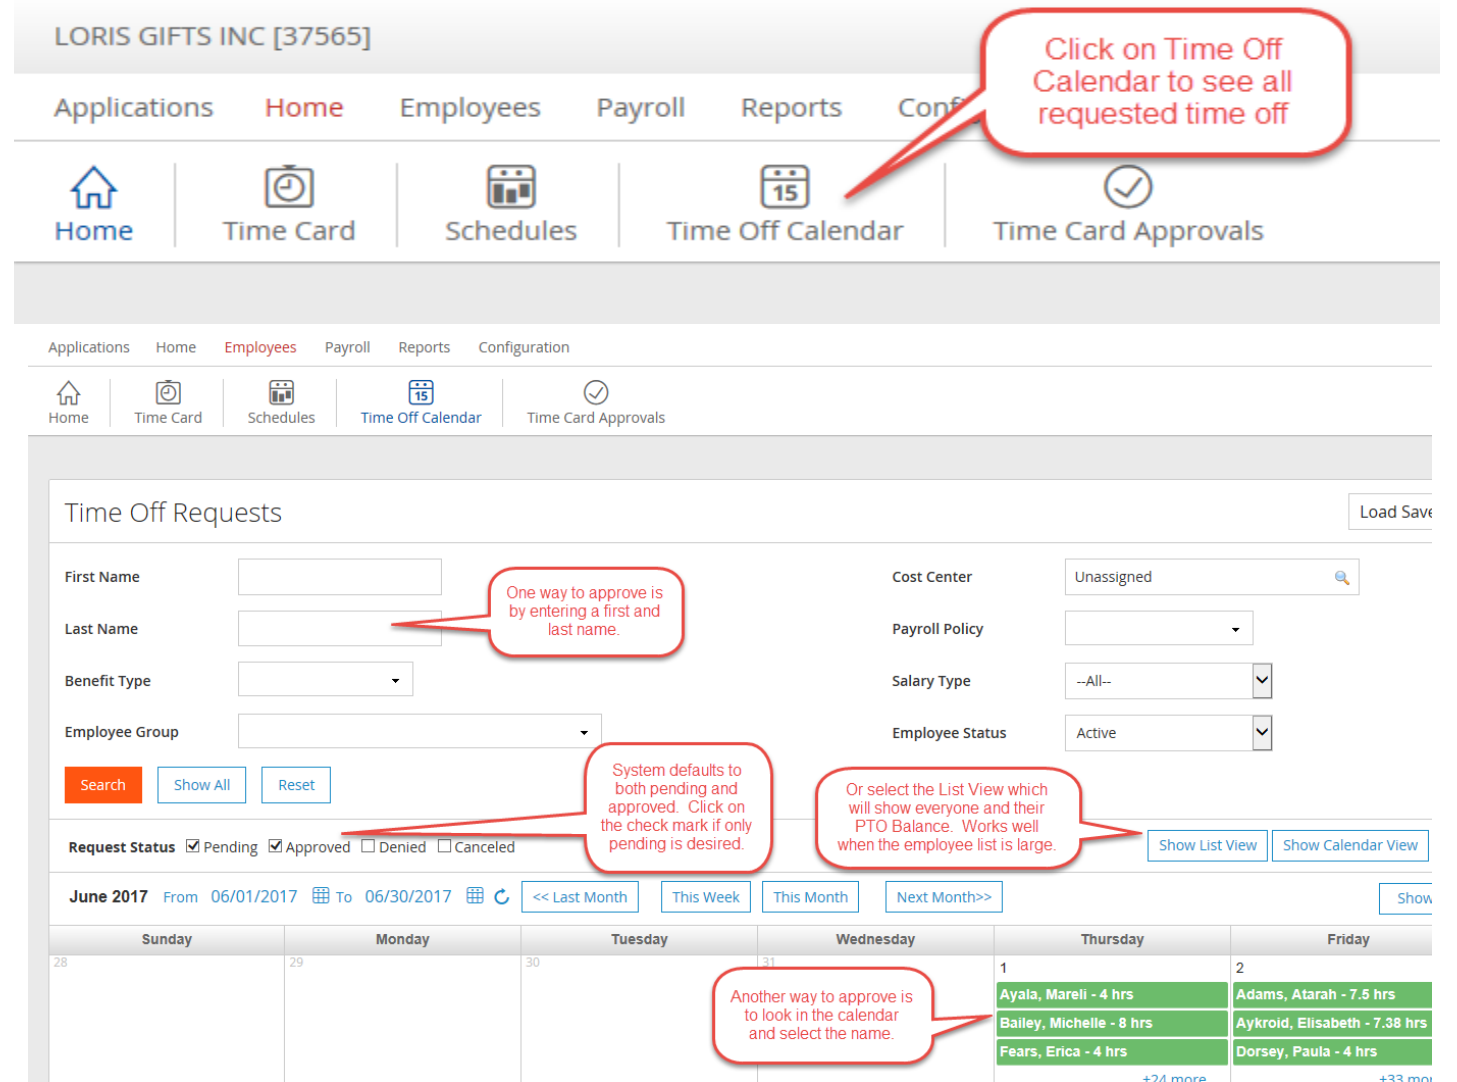 LORIS GIFTS INC [37565]
Click on Time Off
Calendar to see all
requested time off
Applications Home Employees Payroll Reports
Home Time Card Schedules Time Off Calendar Time Card Approvals
15
Applications Home Employees Payroll Reports Configuration
15
Home Time Card Schedules Time Off Calendar Time Card Approvals
Time Off Requests
Load Save
First Name
Cost Center Unassigned
One way to approve is
by entering a first and
last name.
Last Name
Payroll Policy
Benefit Type
Salary Type --All--
Employee Group
Employee Status Active
Search Show All Reset
System defaults to
both pending and
approved. Click on
the check mark if only
pending is desired.
Or select the List View which
will show everyone and their
PTO Balance. Works well
when the employee list is large.
Request Status Pending Approved Denied Canceled
Show List View Show Calendar View
June 2017 From 06/01/2017 To 06/30/2017 << Last Month This Week This Month Next Month>> Show
Sunday Monday Tuesday Wednesday Thursday Friday
28 29 30 31 1 2
Another way to approve is
to look in the calendar
and select the name.
Ayala, Mareli - 4 hrs Adams, Atarah - 7.5 hrs
Bailey, Michelle - 8 hrs Aykroid, Elisabeth - 7.38 hrs
Fears, Erica - 4 hrs Dorsey, Paula - 4 hrs
+24 more +33 mor